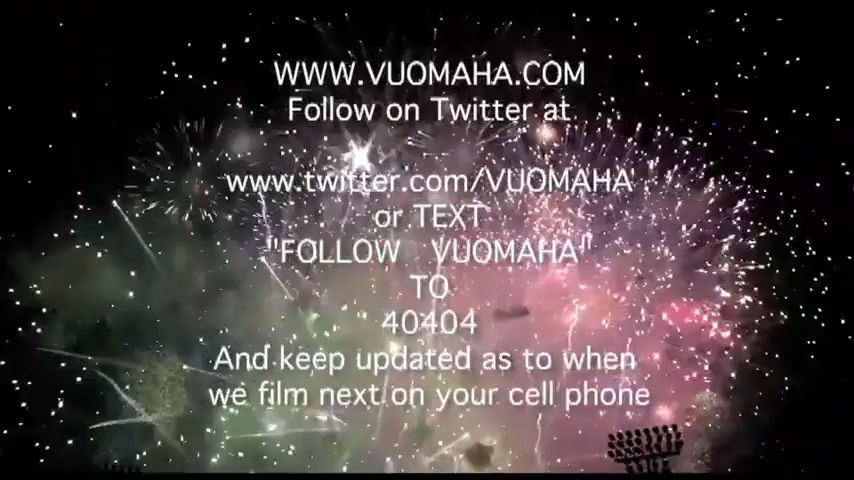 WWW.VUOMAHA.COM
Follow on Twitter at
www.twitter.com/VUOMAHA
or TEXT
"FOLLOW VUOMAHA"
TO
40404
And keep updated as to when
we film next on your cell phone